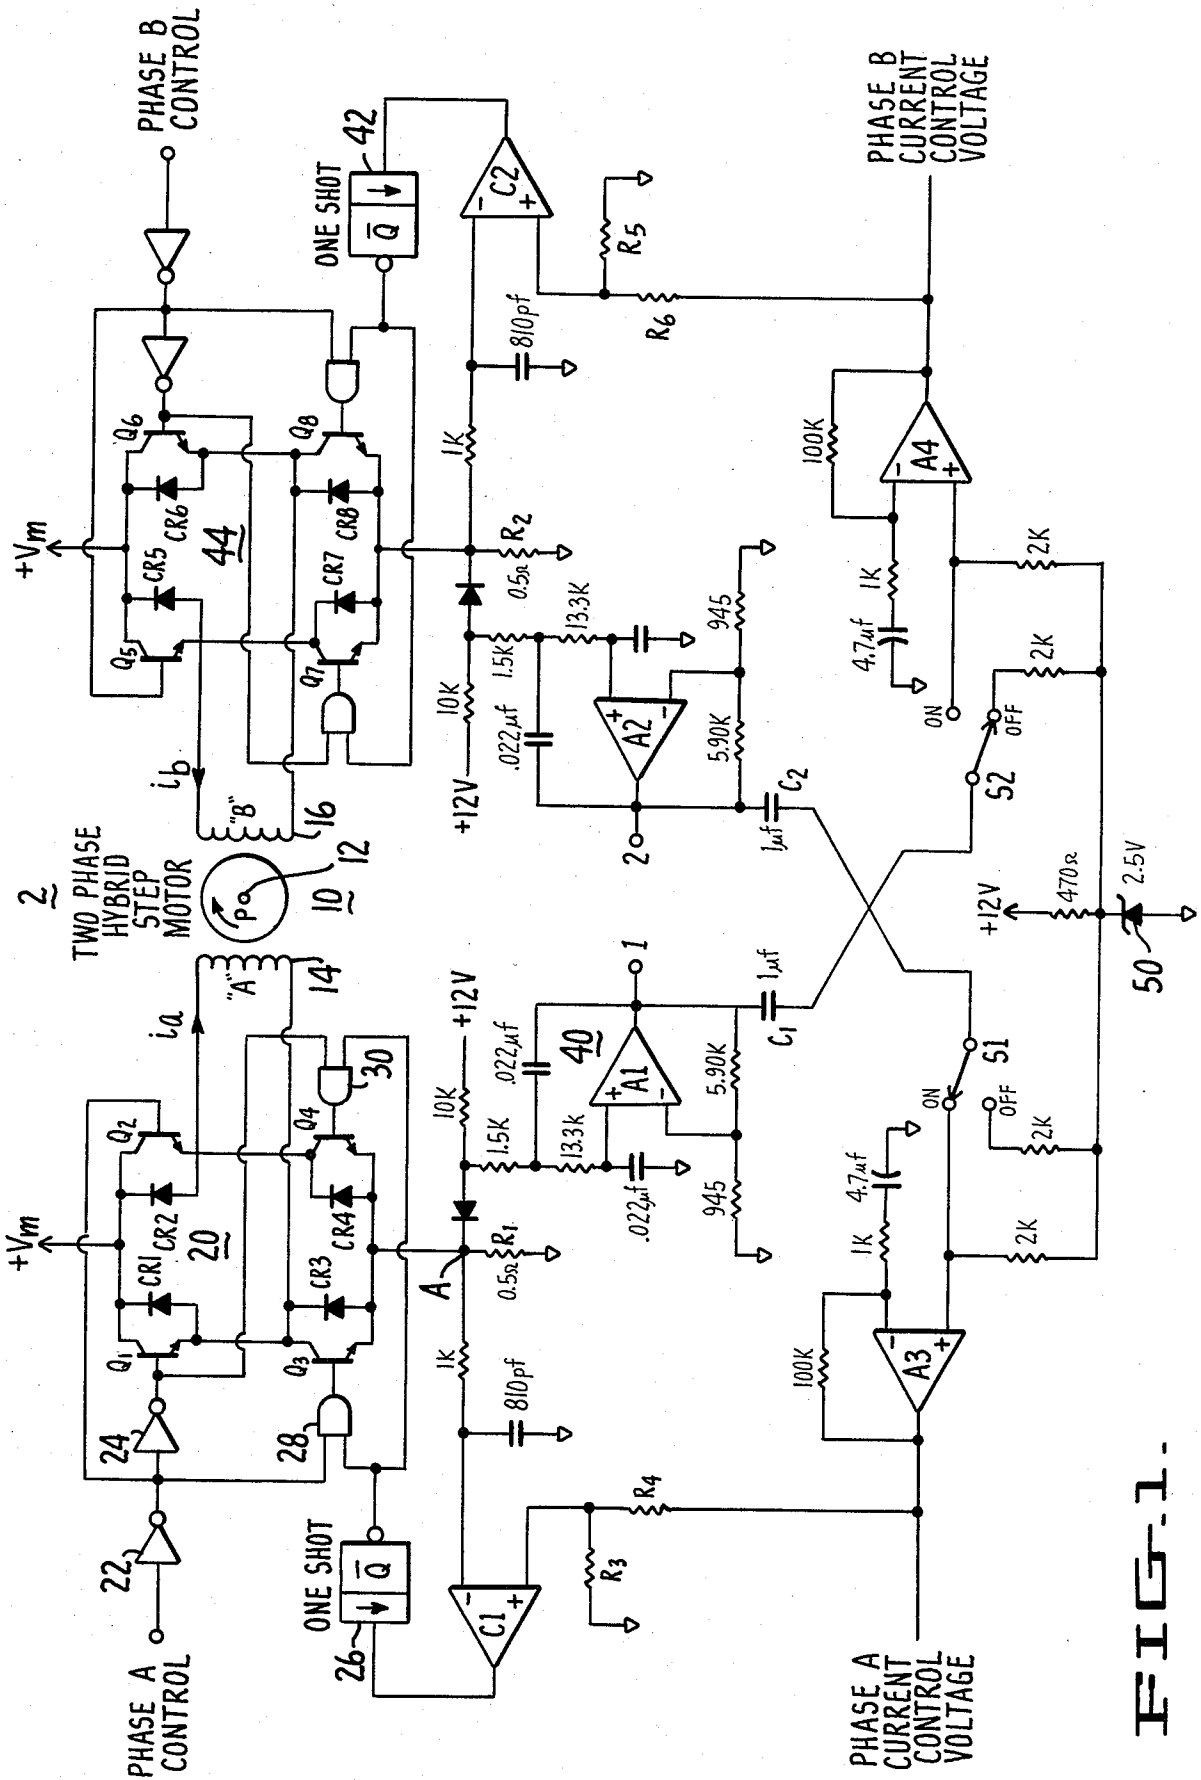 2
TWO PHASE
HYBRID
STEP
MOTOR
"A"
"B"
P
12
10
14
16
ia
ib
+Vm
+Vm
PHASE A
CONTROL
22
24
Q1
Q2
CR1
CR2
20
Q3
Q4
CR3
CR4
28
30
ONE SHOT
Q
26
C1
-
+
1K
810pf
A
R1
0.5Ω
10K
+12V
1.5K
13.3K
.022µf
.022µf
40
A1
+
-
1
945
5.90K
C1
1µf
R3
R4
PHASE A
CURRENT
CONTROL
VOLTAGE
A3
-
+
100K
1K
4.7µf
2K
2K
ON
OFF
S1
PHASE B
CONTROL
Q5
Q6
CR5
CR6
44
Q7
Q8
CR7
CR8
ONE SHOT
Q
42
C2
-
+
1K
810pf
R2
0.5Ω
10K
+12V
1.5K
13.3K
.022µf
A2
+
-
2
945
5.90K
C2
1µf
R5
R6
PHASE B
CURRENT
CONTROL
VOLTAGE
A4
-
+
100K
1K
4.7µf
2K
2K
ON
OFF
S2
+12V
470Ω
2.5V
50
FIG. 1.